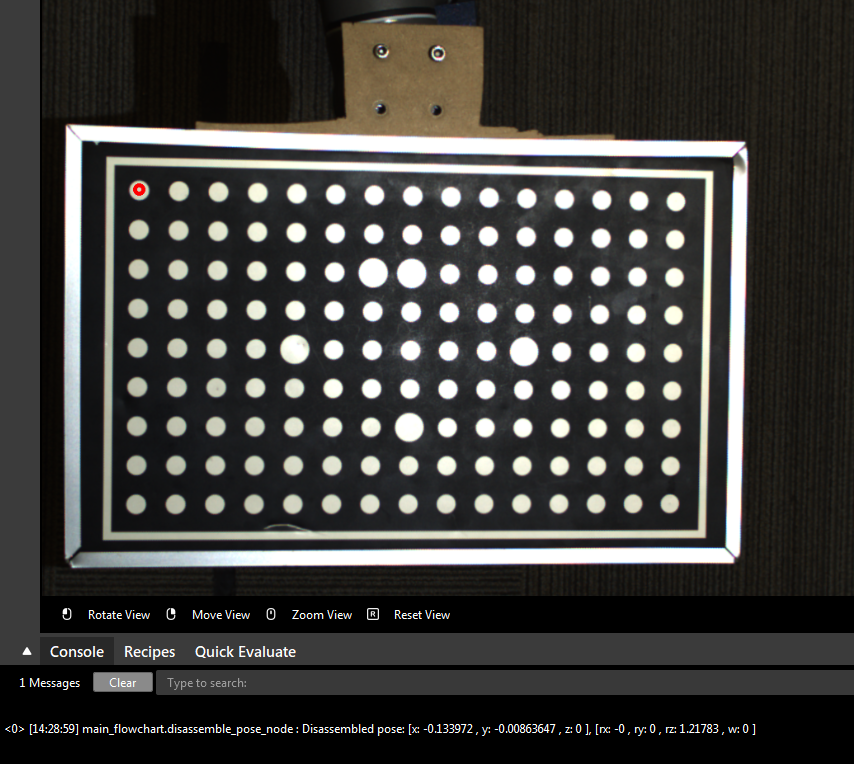 Rotate View Move View Zoom View R Reset View
Console Recipes Quick Evaluate
1 Messages Clear Type to search:
<0> [14:28:59] main_flowchart.disassemble_pose_node : Disassembled pose: [x: -0.133972 , y: -0.00863647 , z: 0 ], [rx: -0 , ry: 0 , rz: 1.21783 , w: 0 ]